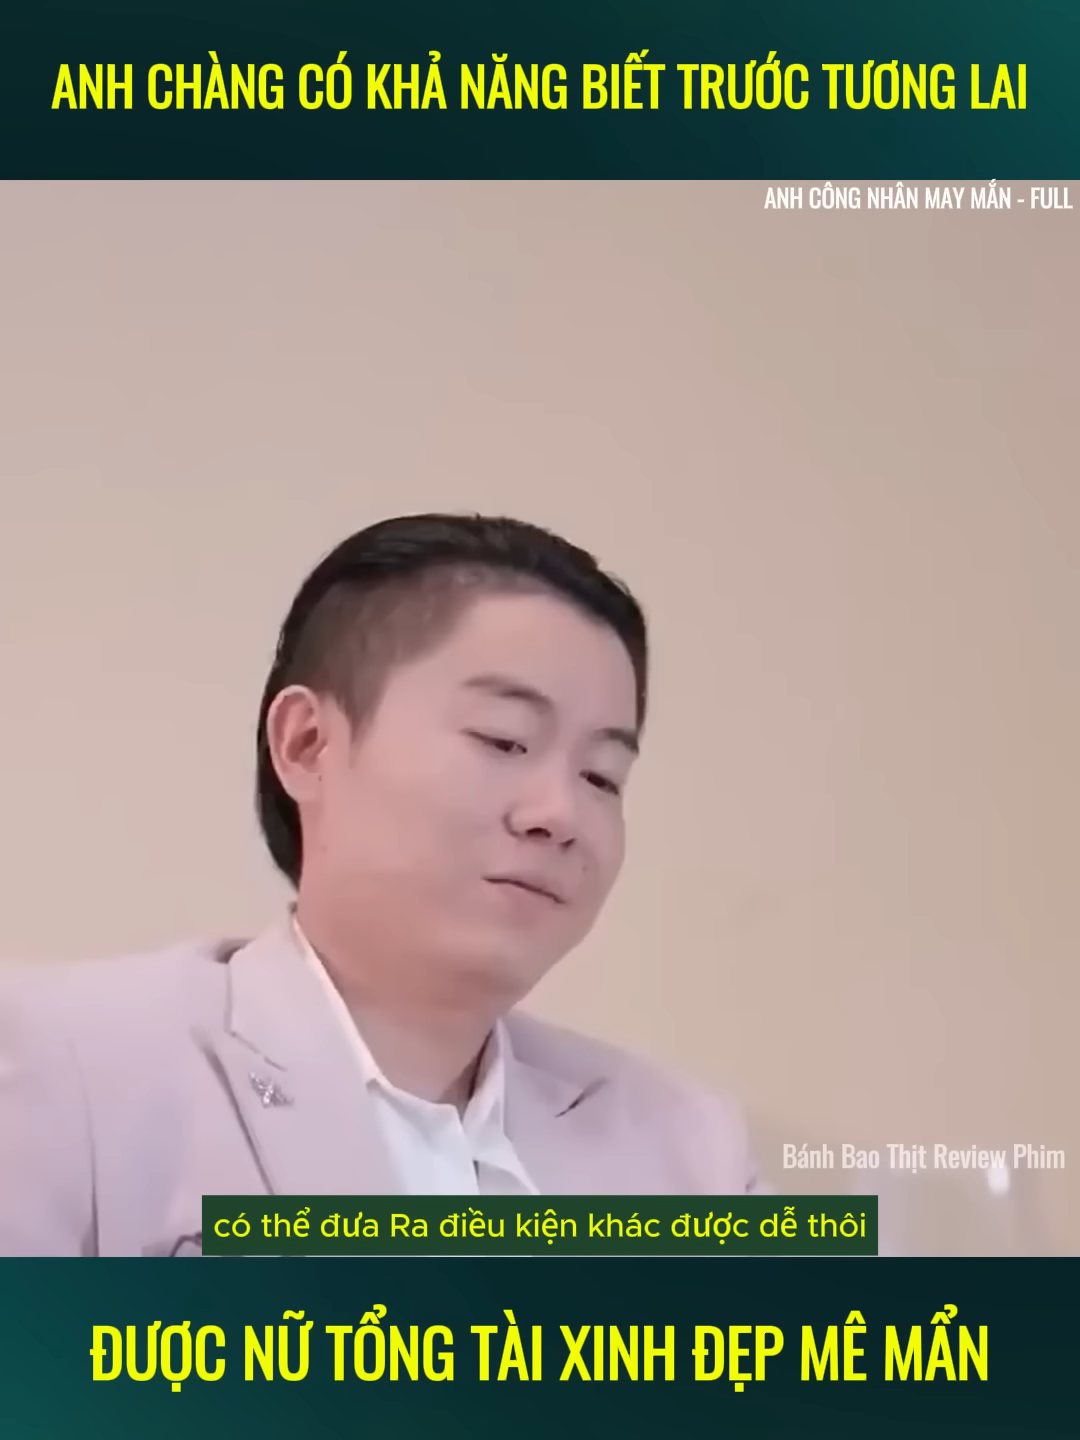 ANH CHÀNG CÓ KHẢ NĂNG BIẾT TRƯỚC TƯƠNG LAI
ANH CÔNG NHÂN MAY MẮN - FULL
Bánh Bao Thịt Review Phim
có thể đưa Ra điều kiện khác được dễ thôi
ĐƯỢC NỮ TỔNG TÀI XINH ĐẸP MÊ MẨN